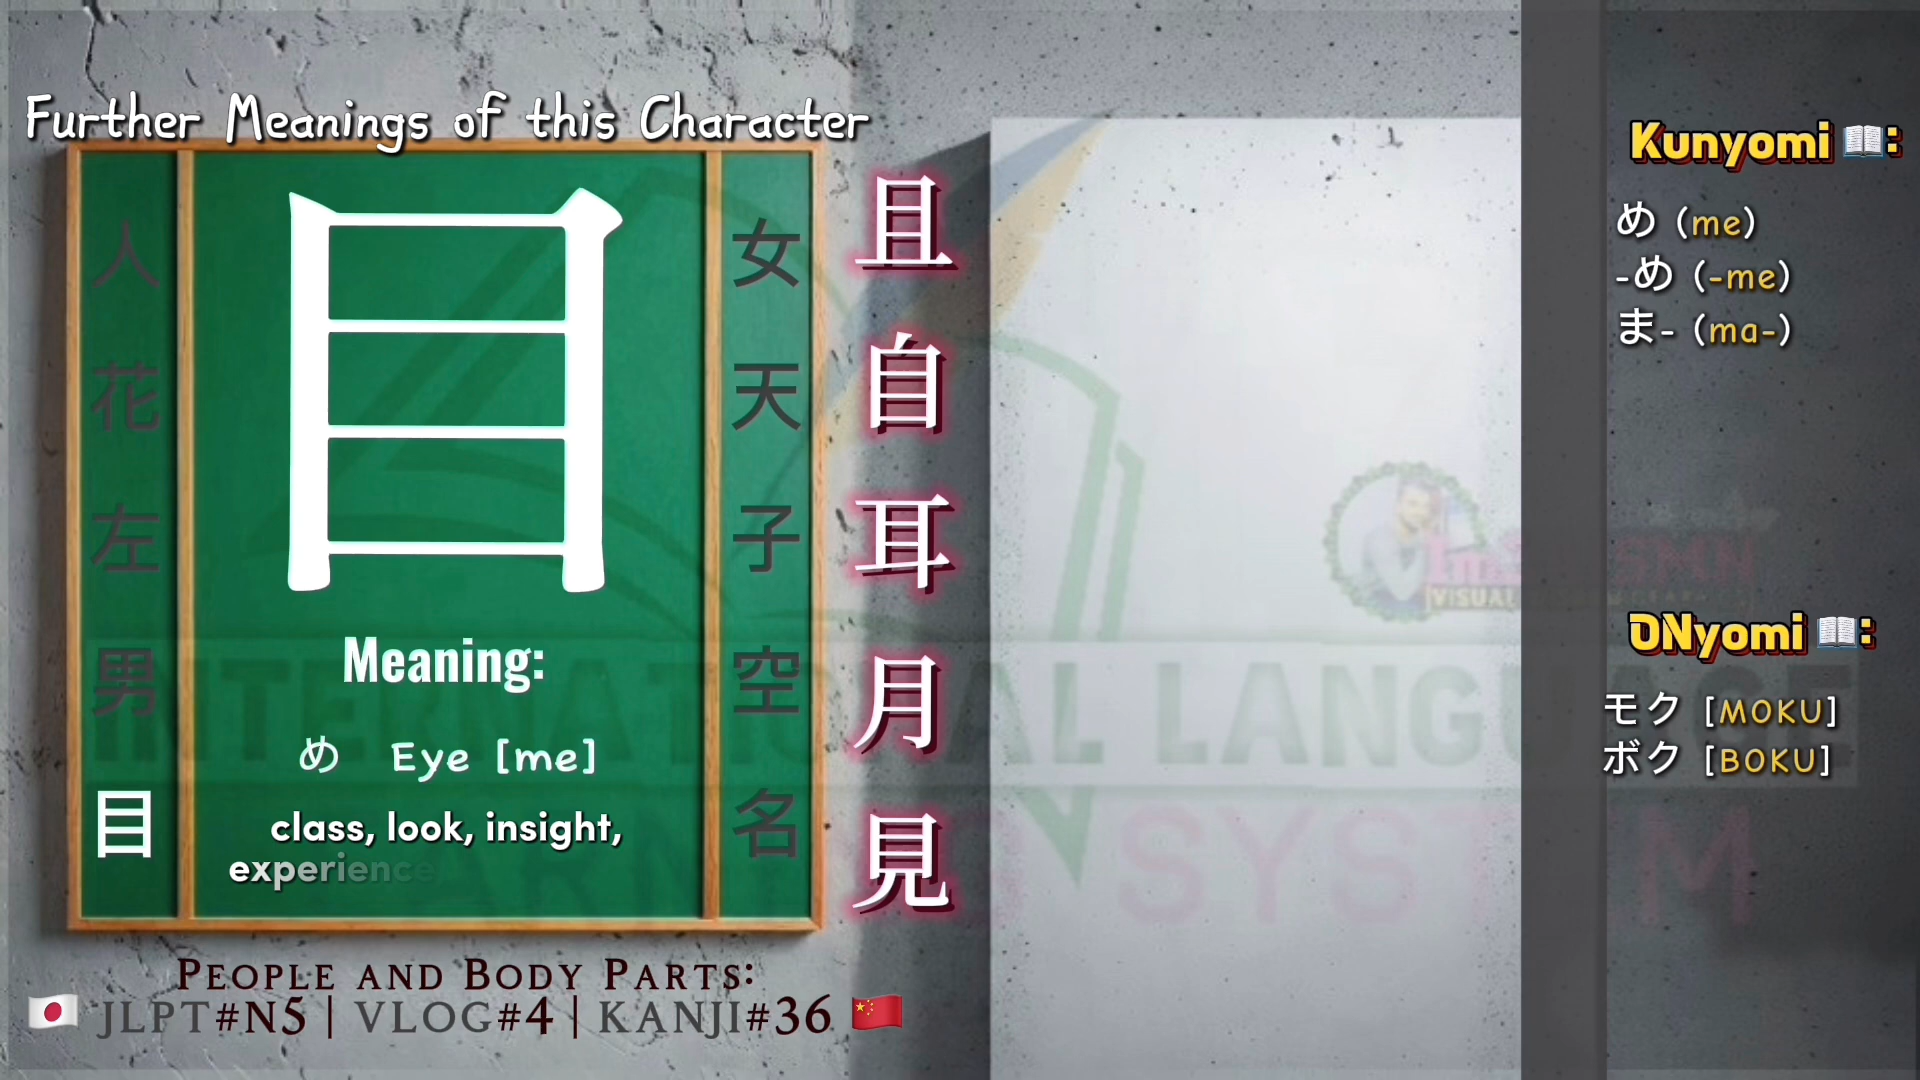 Further Meanings of this Character
目
Meaning:
め Eye [me]
class, look, insight,
experience
人
花
左
男
目
女
天
子
空
名
且
自
耳
月
見
Kunyomi 📖:
め (me)
-め (-me)
ま- (ma-)
ONyomi 📖:
モク [MOKU]
ボク [BOKU]
INTERNATIONAL LANGUAGE
PEOPLE AND BODY PARTS:
JLPT#N5 | VLOG#4 | KANJI#36